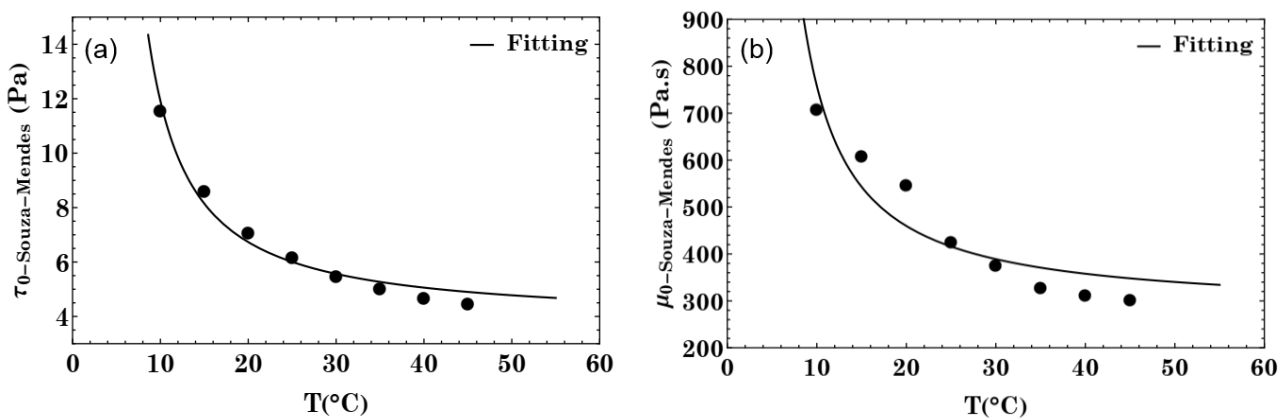 (a)
Fitting
τ0−Souza−Mendes (Pa)
14
12
10
8
6
4
0 10 20 30 40 50 60
T(°C)
(b)
Fitting
μ0−Souza−Mendes (Pa.s)
900
800
700
600
500
400
300
200
0 10 20 30 40 50 60
T(°C)